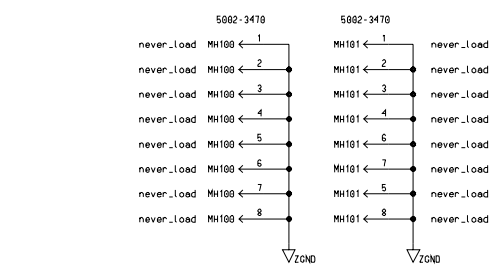 5002-3470 5002-3470
never_load MH100 1 MH101 1 never_load
never_load MH100 2 MH101 2 never_load
never_load MH100 3 MH101 3 never_load
never_load MH100 4 MH101 4 never_load
never_load MH100 5 MH101 6 never_load
never_load MH100 6 MH101 7 never_load
never_load MH100 7 MH101 5 never_load
never_load MH100 8 MH101 8 never_load
ZGND ZGND